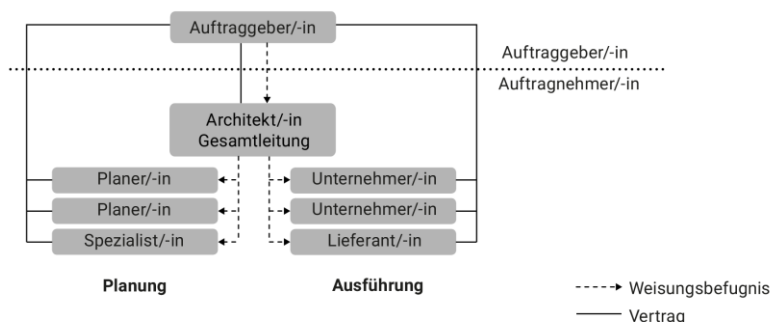 Auftraggeber/-in
Auftraggeber/-in
Auftragnehmer/-in
Architekt/-in
Gesamtleitung
Planer/-in
Unternehmer/-in
Planer/-in
Unternehmer/-in
Spezialist/-in
Lieferant/-in
Planung
Ausführung
Weisungsbefugnis
Vertrag